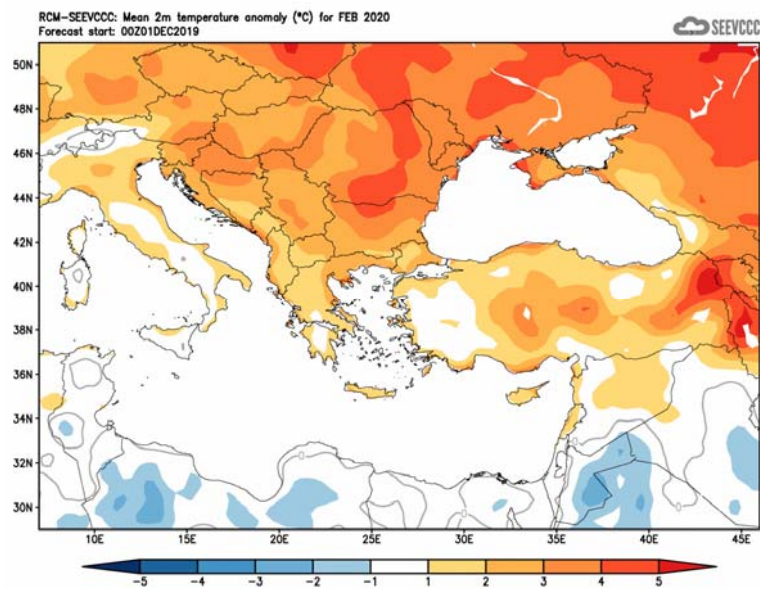 RCM-SEEVCCC: Mean 2m temperature anomaly (°C) for FEB 2020
Forecast start: 00Z01DEC2019
SEEVCCC
50N
48N
46N
44N
42N
40N
38N
36N
34N
32N
30N
10E 15E 20E 25E 30E 35E 40E 45E
-5 -4 -3 -2 -1 1 2 3 4 5